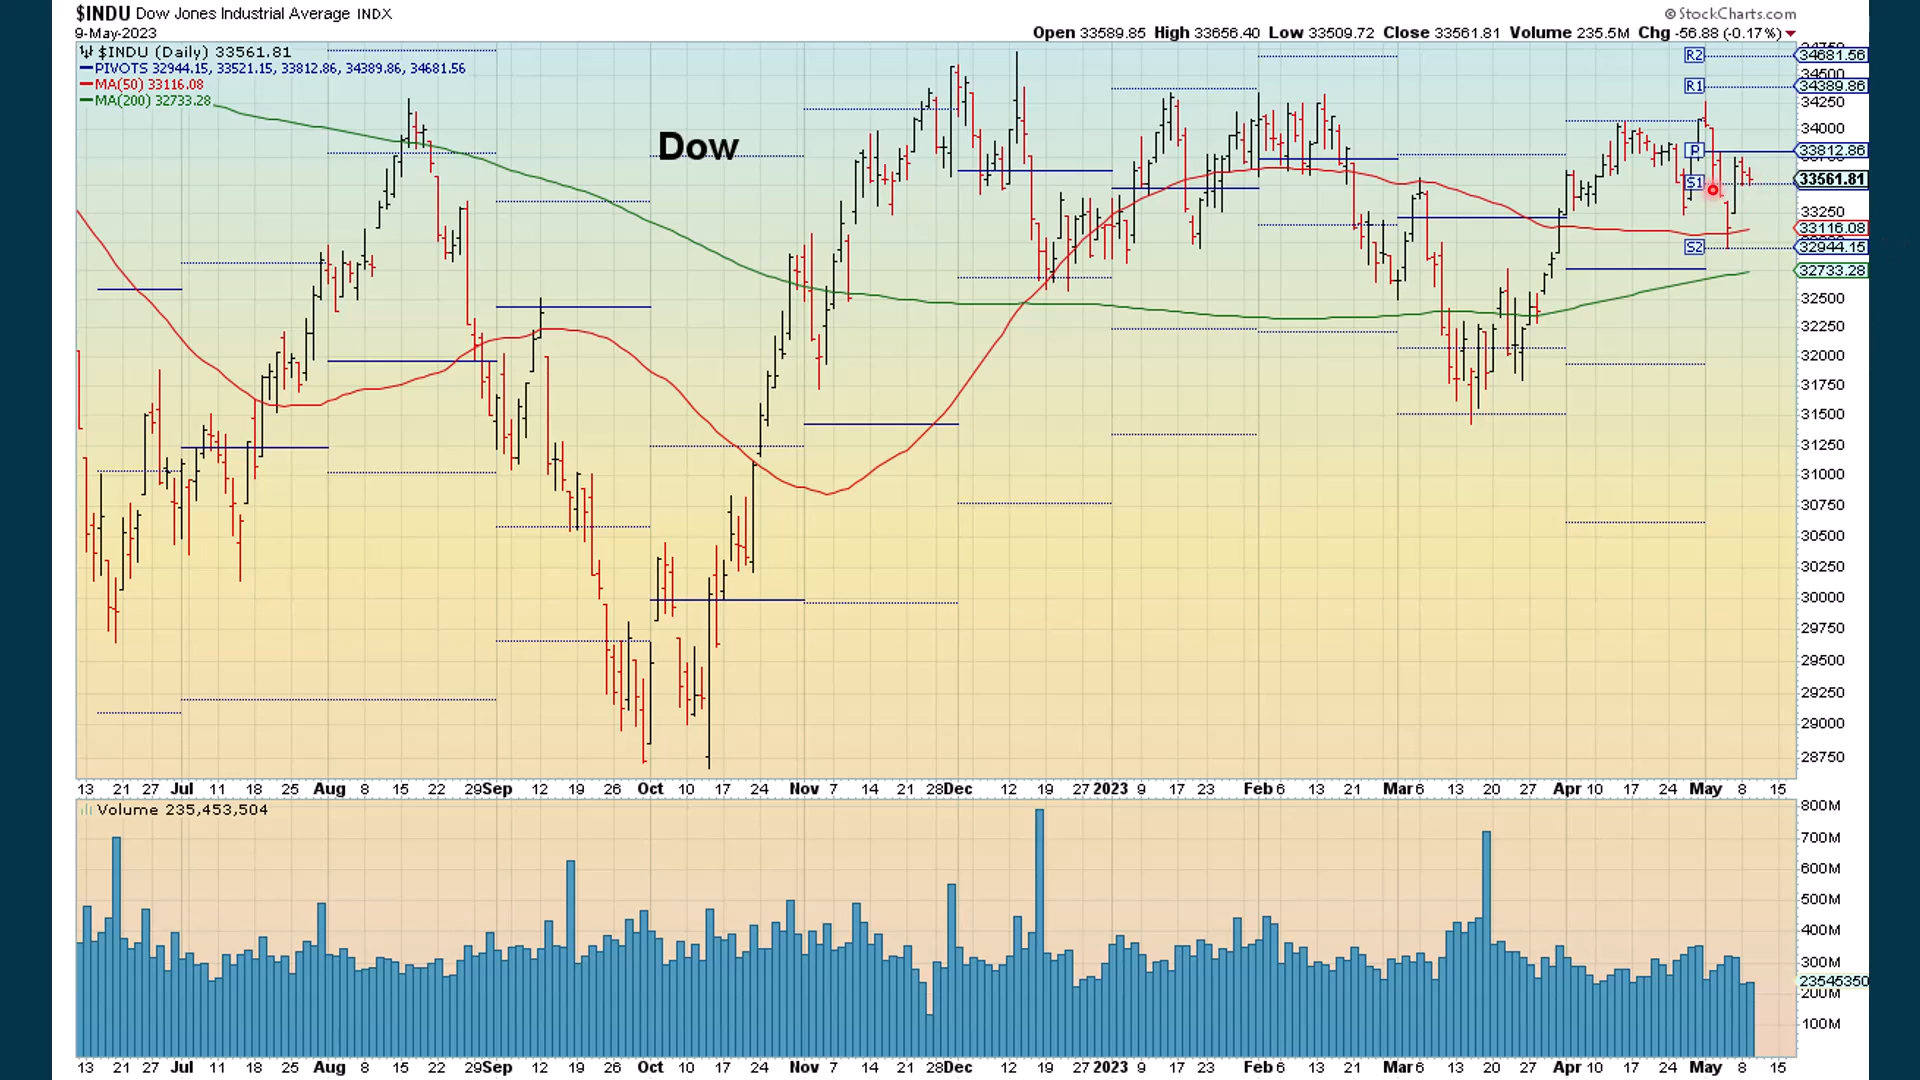 $INDU Dow Jones Industrial Average INDX
© StockCharts.com
9-May-2023
Open 33589.85 High 33656.40 Low 33509.72 Close 33561.81 Volume 235.5M Chg -56.88 (-0.17%)
$INDU (Daily) 33561.81
PIVOTS 32944.15, 33521.15, 33812.86, 34389.86, 34681.56
MA(50) 33116.08
MA(200) 32733.28
Dow
R2
R1
P
S1
S2
34681.56
34500
34389.86
34250
34000
33812.86
33561.81
33250
33116.08
32944.15
32733.28
32500
32250
32000
31750
31500
31250
31000
30750
30500
30250
30000
29750
29500
29250
29000
28750
13 21 27 Jul 11 18 25 Aug 8 15 22 29 Sep 12 19 26 Oct 10 17 24 Nov 7 14 21 28 Dec 12 19 27 2023 9 17 23 Feb 6 13 21 Mar 6 13 20 27 Apr 10 17 24 May 8 15
Volume 235,453,504
800M
700M
600M
500M
400M
300M
23545350
200M
100M
13 21 27 Jul 11 18 25 Aug 8 15 22 29 Sep 12 19 26 Oct 10 17 24 Nov 7 14 21 28 Dec 12 19 27 2023 9 17 23 Feb 6 13 21 Mar 6 13 20 27 Apr 10 17 24 May 8 15